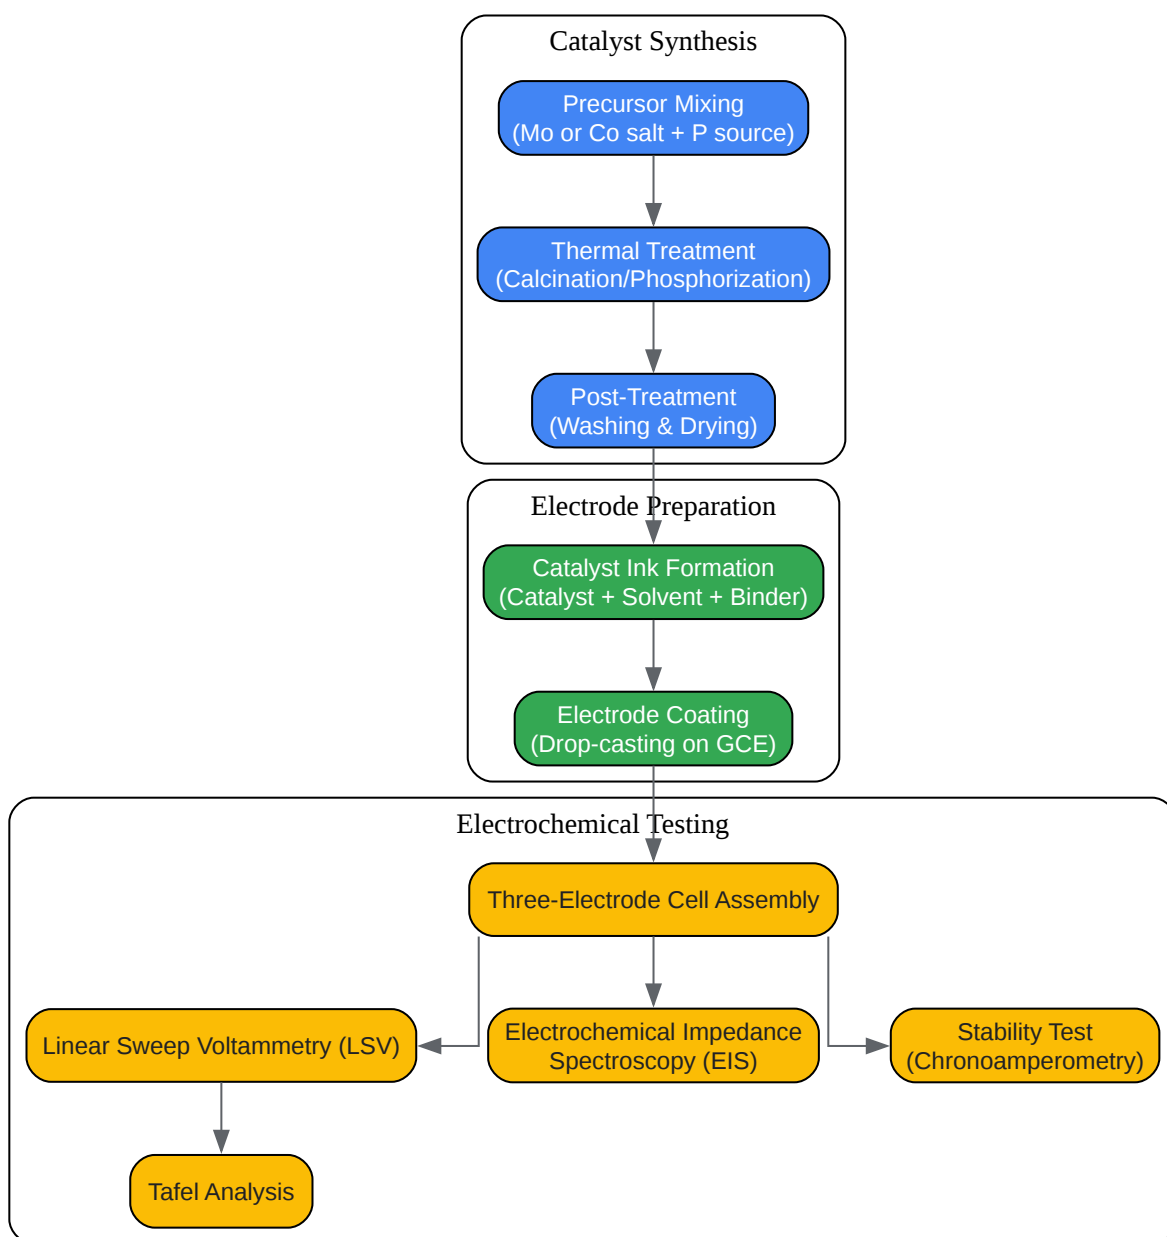 Catalyst Synthesis
Precursor Mixing
(Mo or Co salt + P source)
Thermal Treatment
(Calcination/Phosphorization)
Post-Treatment
(Washing & Drying)
Electrode Preparation
Catalyst Ink Formation
(Catalyst + Solvent + Binder)
Electrode Coating
(Drop-casting on GCE)
Electrochemical Testing
Three-Electrode Cell Assembly
Linear Sweep Voltammetry (LSV)
Electrochemical Impedance
Spectroscopy (EIS)
Stability Test
(Chronoamperometry)
Tafel Analysis